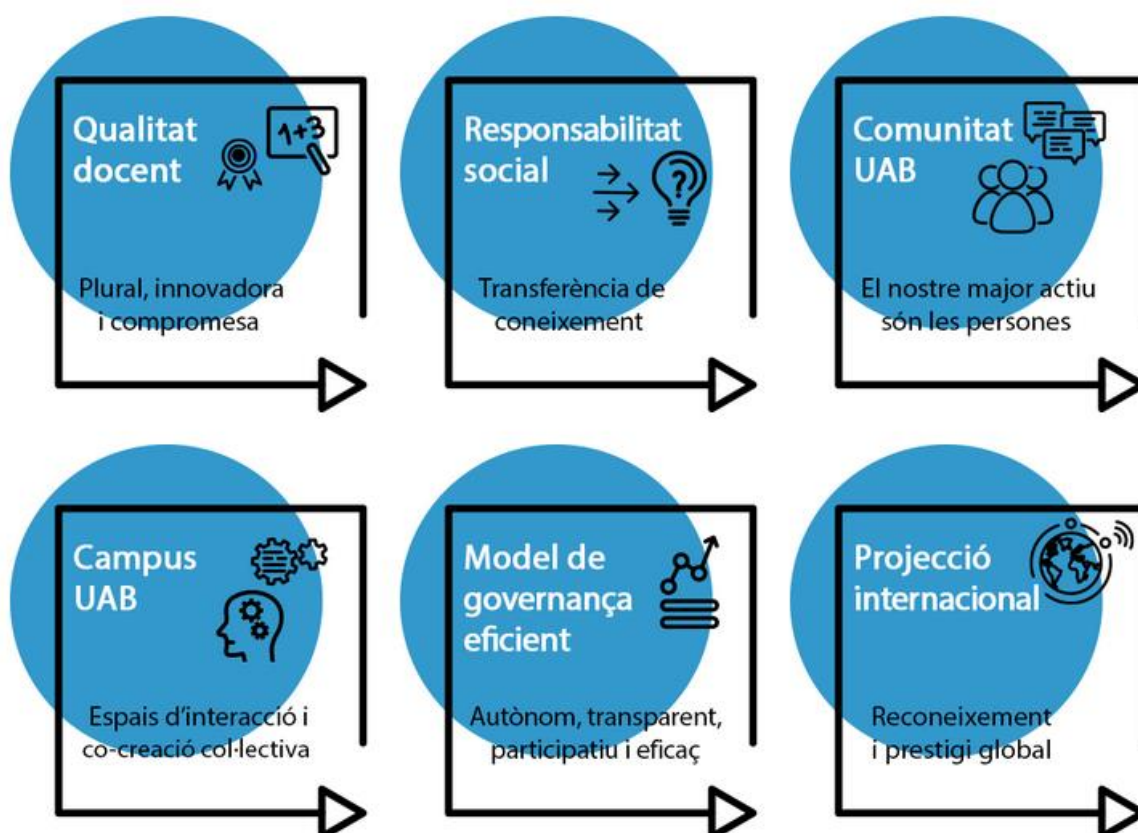 Qualitat
docent
1+3
Plural, innovadora
i compromesa
Responsabilitat
social
?
Transferència de
coneixement
Comunitat
UAB
El nostre major actiu
són les persones
Campus
UAB
Espais d'interacció i
co-creació col·lectiva
Model de
governança
eficient
Autònom, transparent,
participatiu i eficaç
Projecció
internacional
Reconeixement
i prestigi global